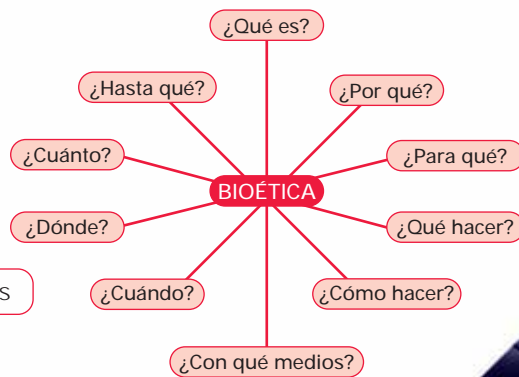 ¿Qué es?
¿Hasta qué?
¿Por qué?
¿Cuánto?
¿Para qué?
BIOÉTICA
¿Dónde?
¿Qué hacer?
S
¿Cuándo?
¿Cómo hacer?
¿Con qué medios?